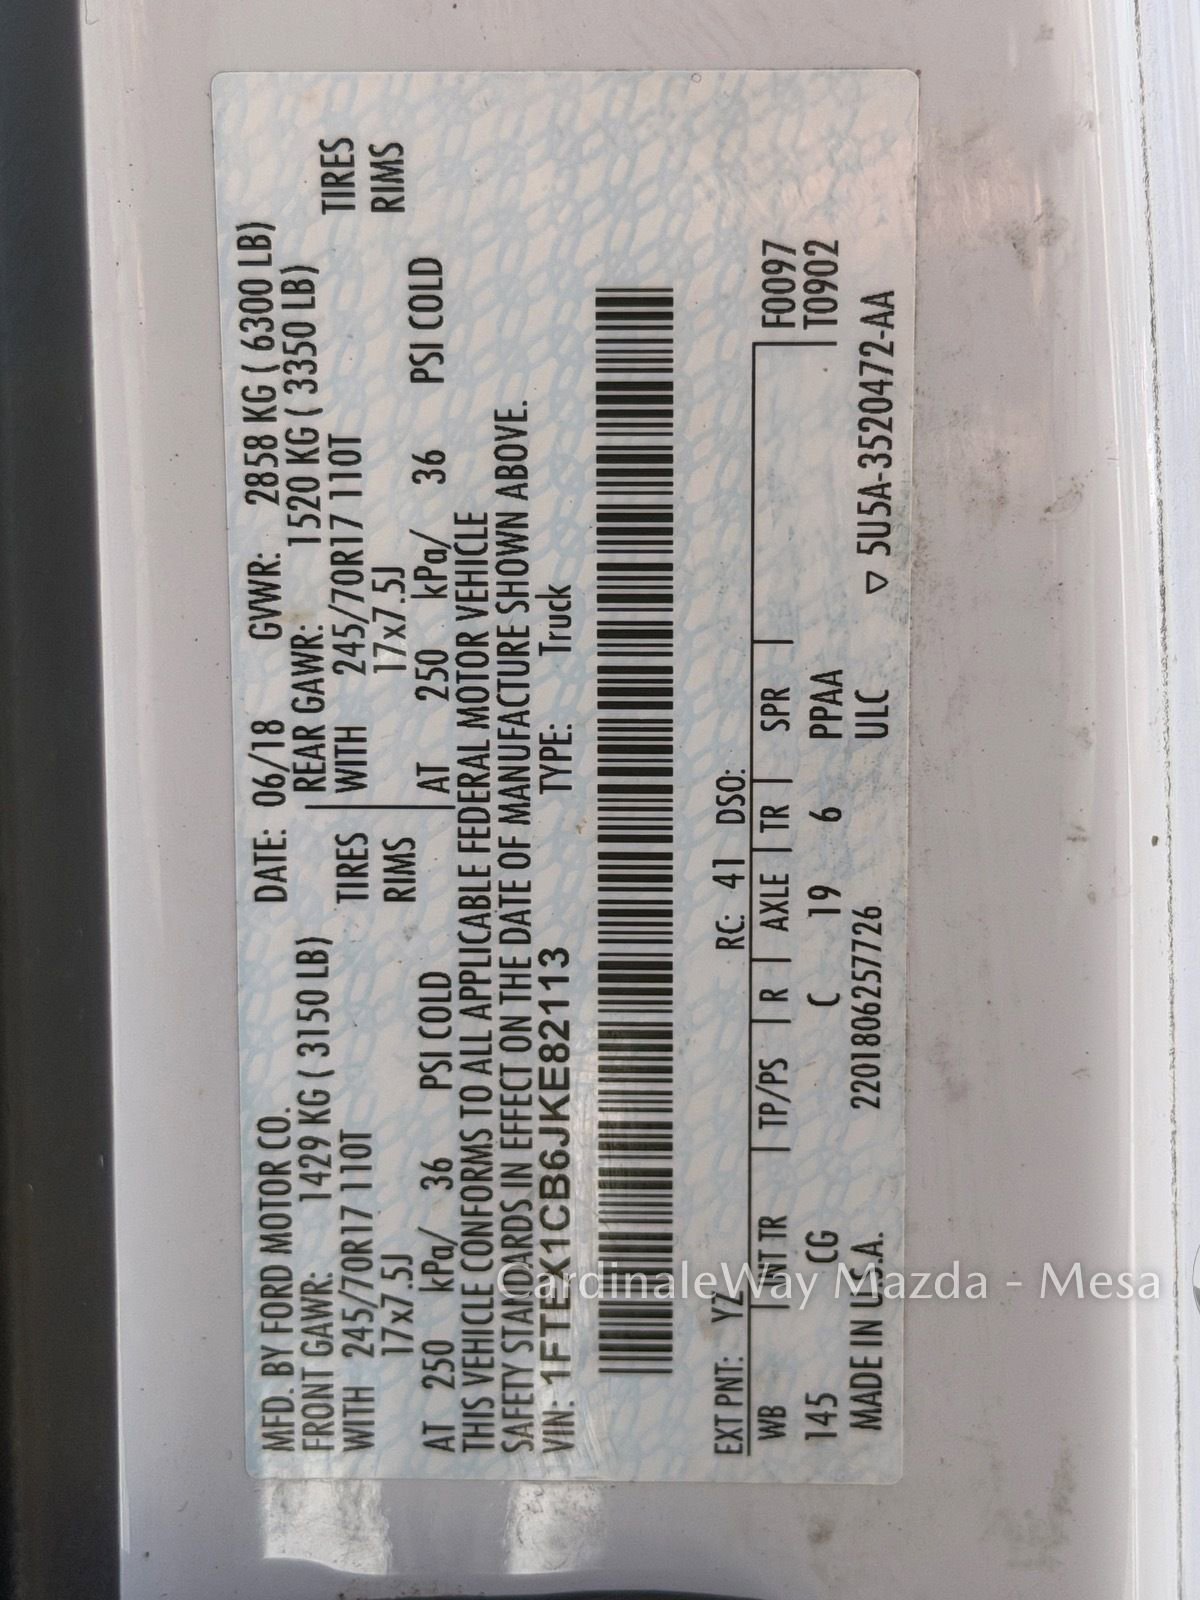 MFD. BY FORD MOTOR CO. DATE: 06/18 GVWR: 2858 KG ( 6300 LB)
FRONT GAWR: 1429 KG ( 3150 LB) REAR GAWR: 1520 KG ( 3350 LB)
WITH 245/70R17 110T TIRES WITH 245/70R17 110T TIRES
17x7.5J RIMS 17x7.5J RIMS
AT 250 kPa/ 36 PSI COLD AT 250 kPa/ 36 PSI COLD
THIS VEHICLE CONFORMS TO ALL APPLICABLE FEDERAL MOTOR VEHICLE
SAFETY STANDARDS IN EFFECT ON THE DATE OF MANUFACTURE SHOWN ABOVE.
VIN: 1FTEX1CB6JKE82113 TYPE: Truck
EXT PNT: YZ RC: 41 DSO:
WB INT TR TP/PS R AXLE TR SPR F0097
145 CG C 19 6 PPAA T0902
MADE IN U.S.A. 2201806257726 ULC ▽ 5U5A-3520472-AA
CardinaleWay Mazda - Mesa